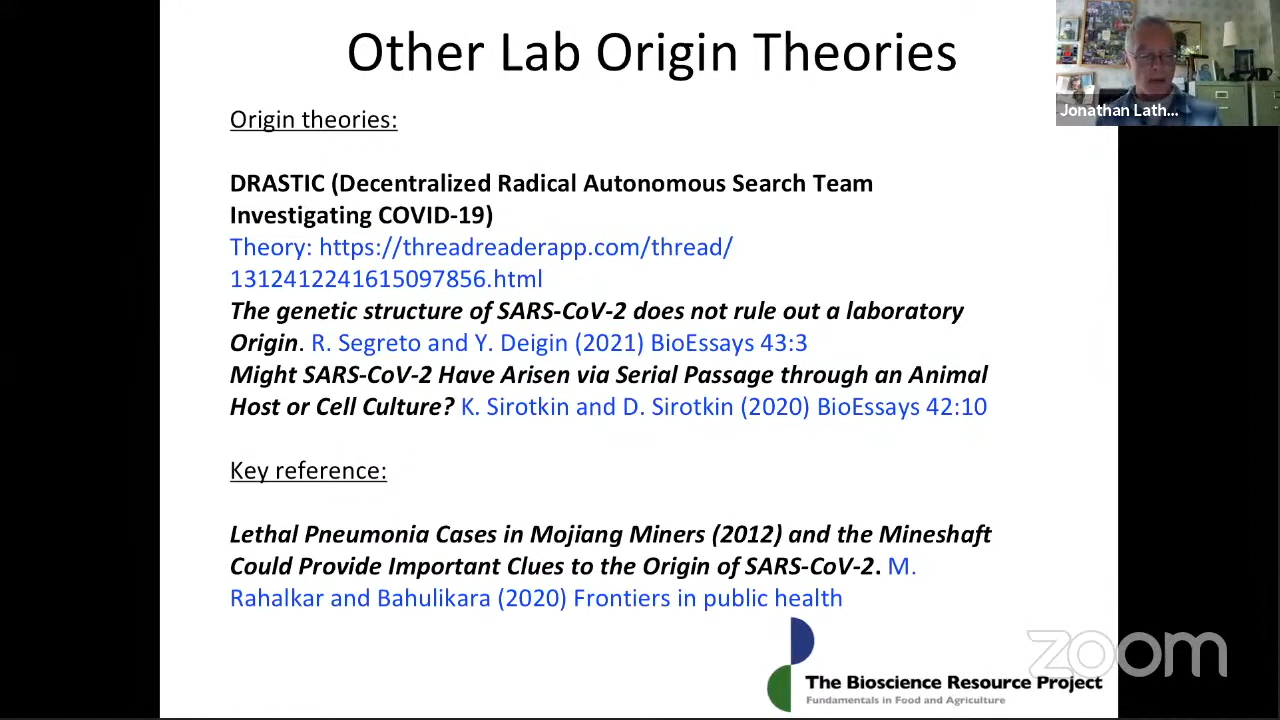 Other Lab Origin Theories
Jonathan Lath...
Origin theories:
DRASTIC (Decentralized Radical Autonomous Search Team
Investigating COVID-19)
Theory: https://threadreaderapp.com/thread/
1312412241615097856.html
The genetic structure of SARS-CoV-2 does not rule out a laboratory
Origin. R. Segreto and Y. Deigin (2021) BioEssays 43:3
Might SARS-CoV-2 Have Arisen via Serial Passage through an Animal
Host or Cell Culture? K. Sirotkin and D. Sirotkin (2020) BioEssays 42:10
Key reference:
Lethal Pneumonia Cases in Mojiang Miners (2012) and the Mineshaft
Could Provide Important Clues to the Origin of SARS-CoV-2. M.
Rahalkar and Bahulikara (2020) Frontiers in public health
zoom
The Bioscience Resource Project
Fundamentals in Food and Agriculture